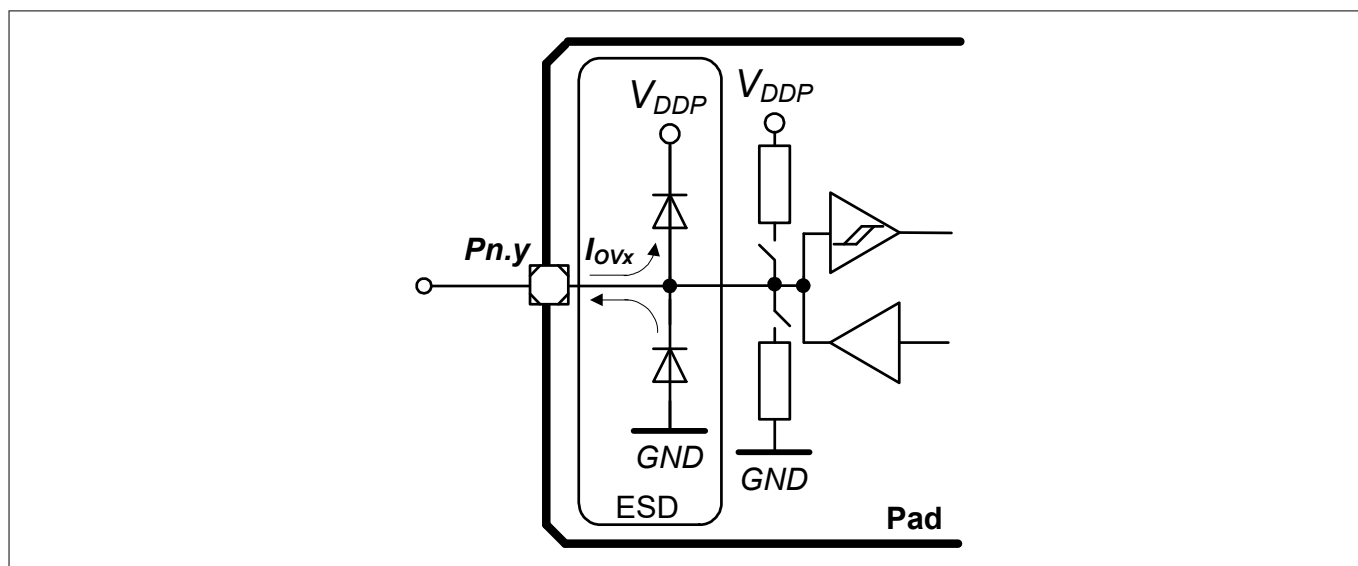 V_DDP
V_DDP
Pn.y
I_OVx
GND
GND
ESD
Pad